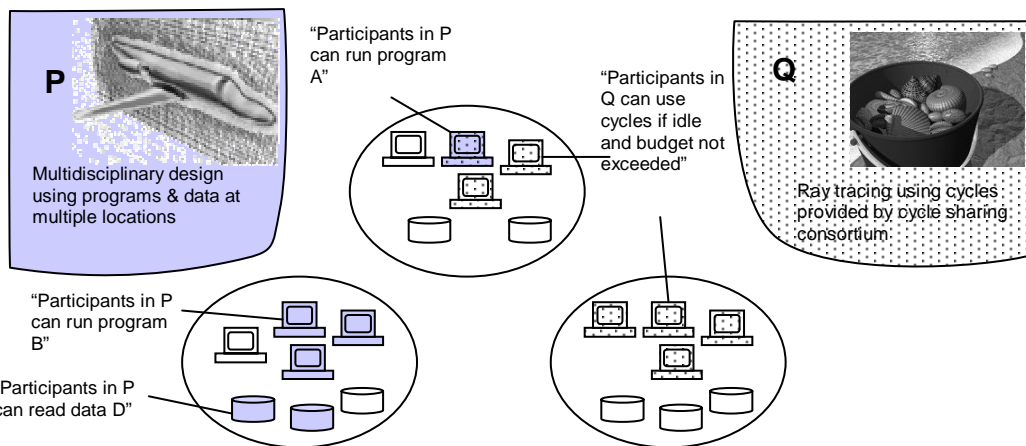 P
Multidisciplinary design
using programs & data at
multiple locations
“Participants in P
can run program
A”
“Participants in
Q can use
cycles if idle
and budget not
exceeded”
Q
Ray tracing using cycles
provided by cycle sharing
consortium
“Participants in P
can run program
B”
Participants in P
can read data D”